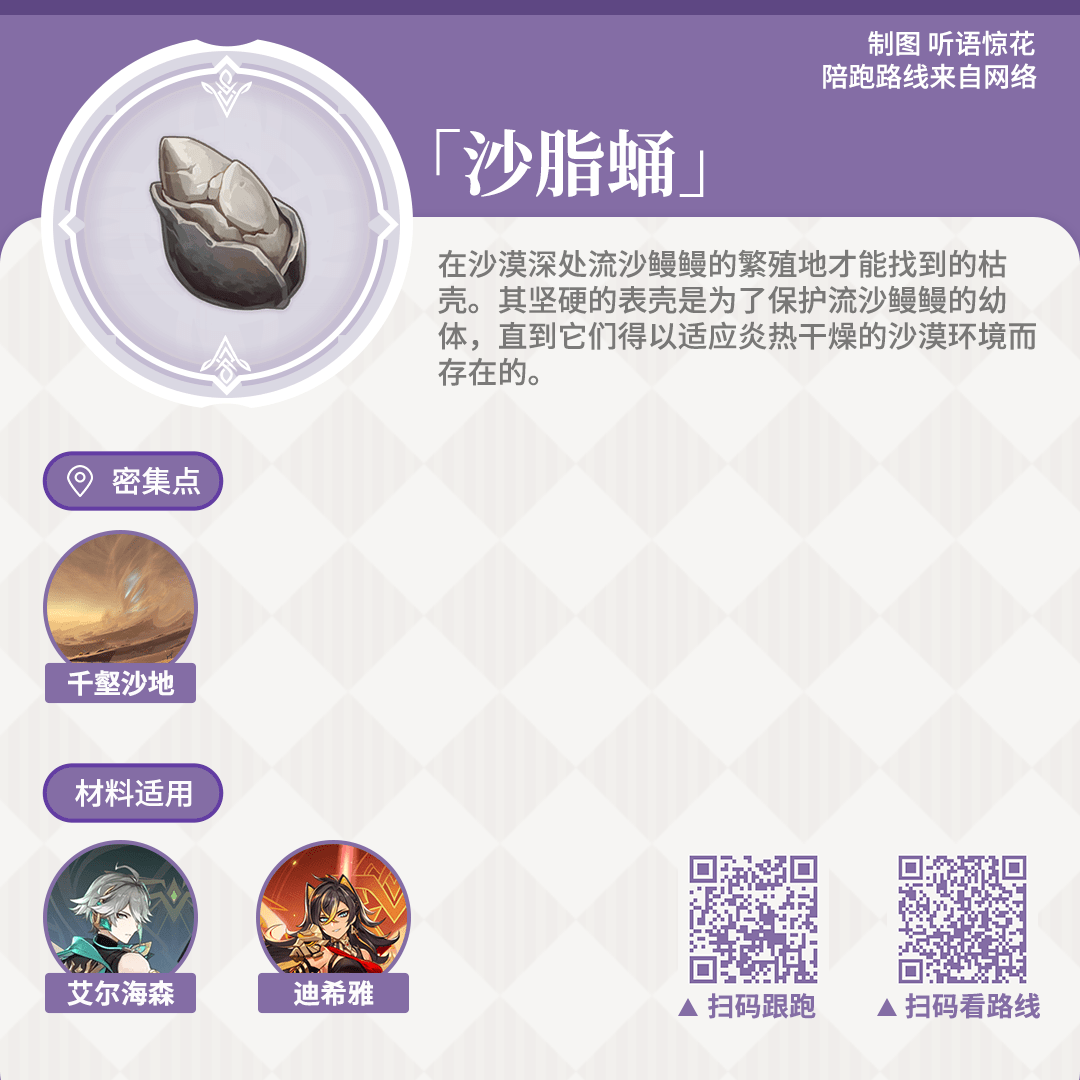 制图 听语惊花
陪跑路线来自网络
「沙脂蛹」
在沙漠深处流沙鳗鳗的繁殖地才能找到的枯
壳。其坚硬的表壳是为了保护流沙鳗鳗的幼
体，直到它们得以适应炎热干燥的沙漠环境而
存在的。
密集点
千壑沙地
材料适用
艾尔海森
迪希雅
▲ 扫码跟跑
▲ 扫码看路线